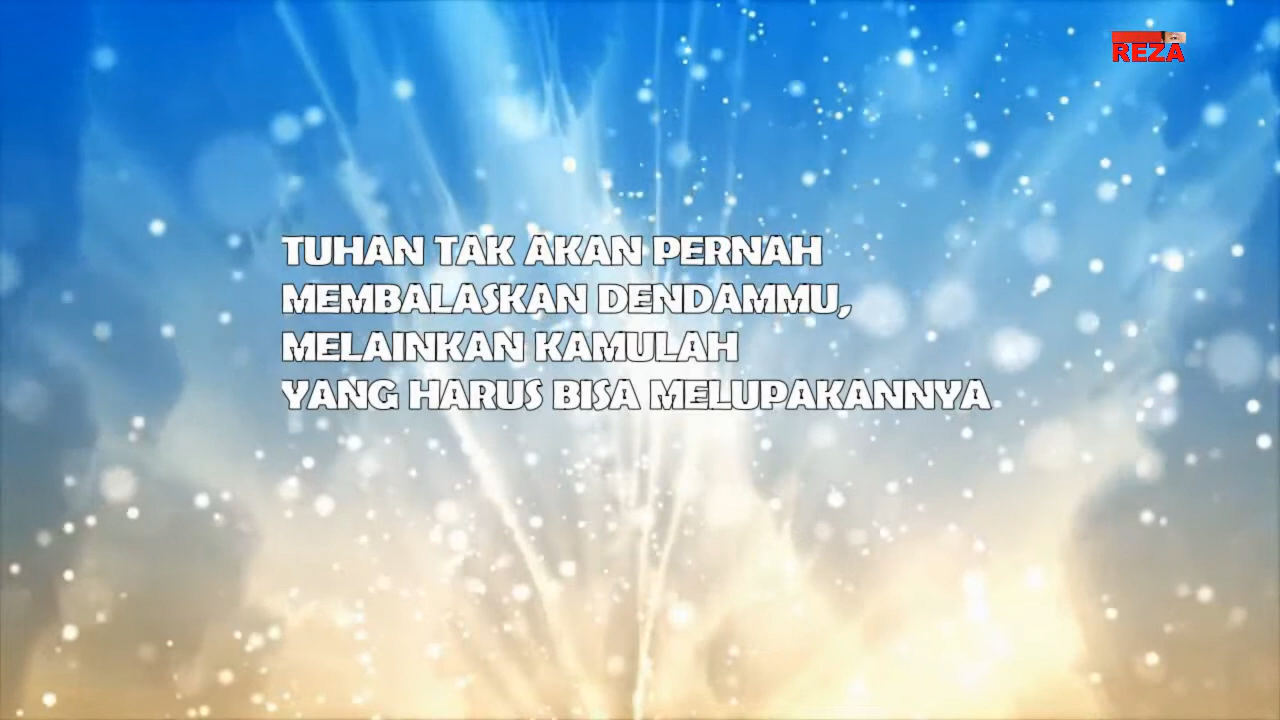 REZA
TUHAN TAK AKAN PERNAH
MEMBALASKAN DENDAMMU,
MELAINKAN KAMULAH
YANG HARUS BISA MELUPAKANNYA